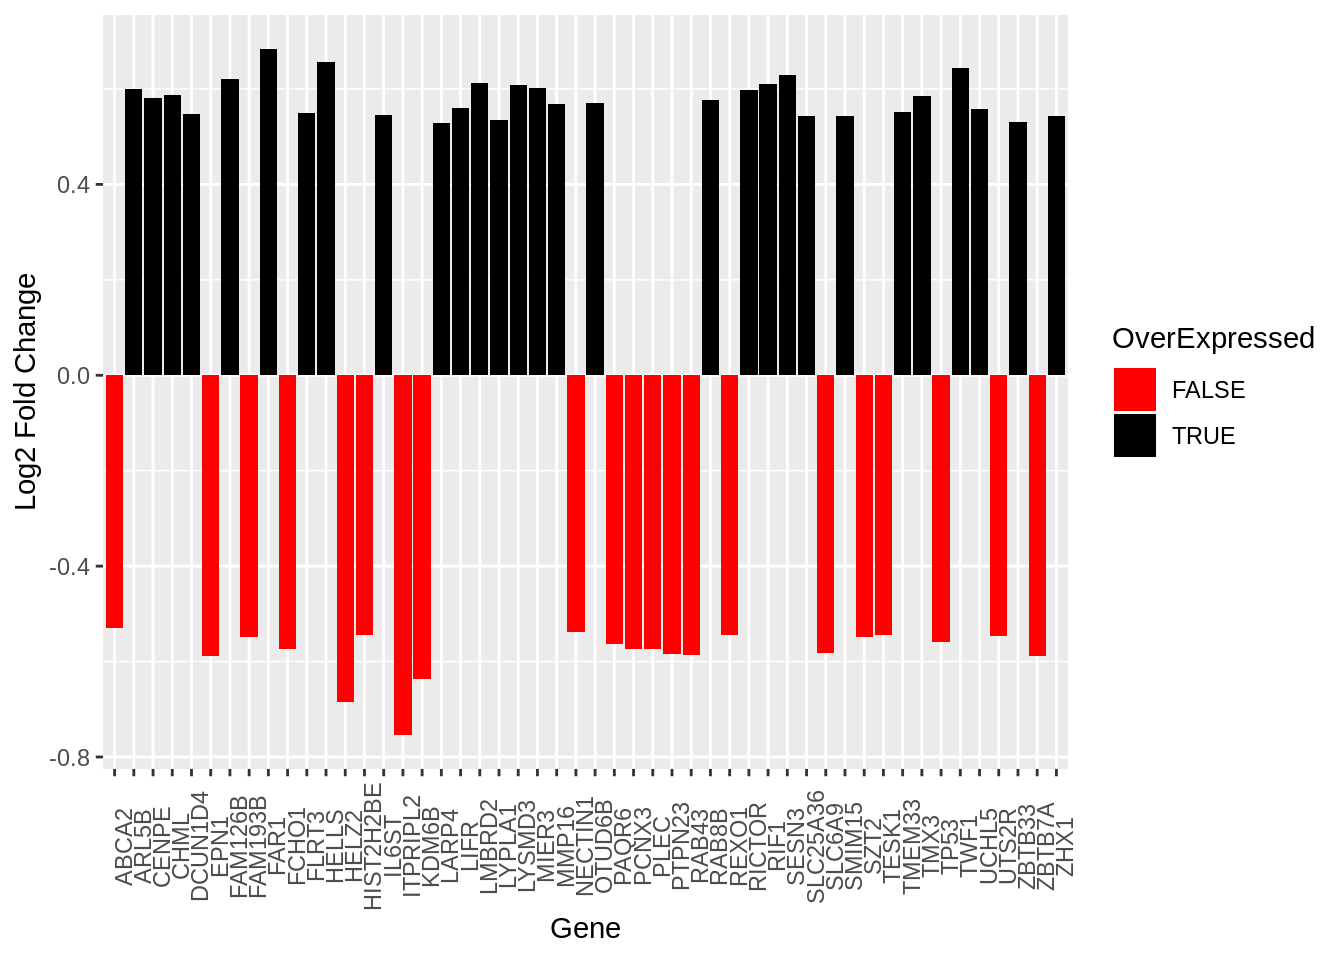 0.4
0.0
-0.4
-0.8
Log2 Fold Change
ABCA2
ARL5B
CENPE
CHML
DCUN1D4
EPN1
FAM126B
FAM193B
FAR1
FCHO1
FLRT3
HELLS
HELZ2
HIST2H2BE
IL6ST
ITPRIPL2
KDM6B
LARP4
LIFR
LMBRD2
LYPLA1
LYSMD3
MIER3
MMP16
NECTIN1
OTUD6B
PAQR6
PCNX3
PLEC
PTPN23
RAB43
RAB8B
REXO1
RICTOR
RIF1
SESN3
SLC25A36
SLC6A9
SMIM15
SZT2
TESK1
TMEM33
TMX3
TP53
TWF1
UCHL5
UTS2R
ZBTB33
ZBTB7A
ZHX1
Gene
OverExpressed
FALSE
TRUE